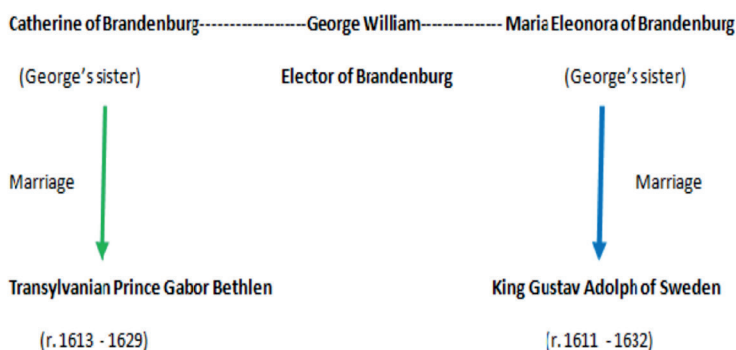 Catherine of Brandenburg------------------George William-------------- Maria Eleonora of Brandenburg
(George's sister) Elector of Brandenburg (George's sister)
Marriage Marriage
Transylvanian Prince Gabor Bethlen King Gustav Adolph of Sweden
(r. 1613 - 1629) (r. 1611 - 1632)